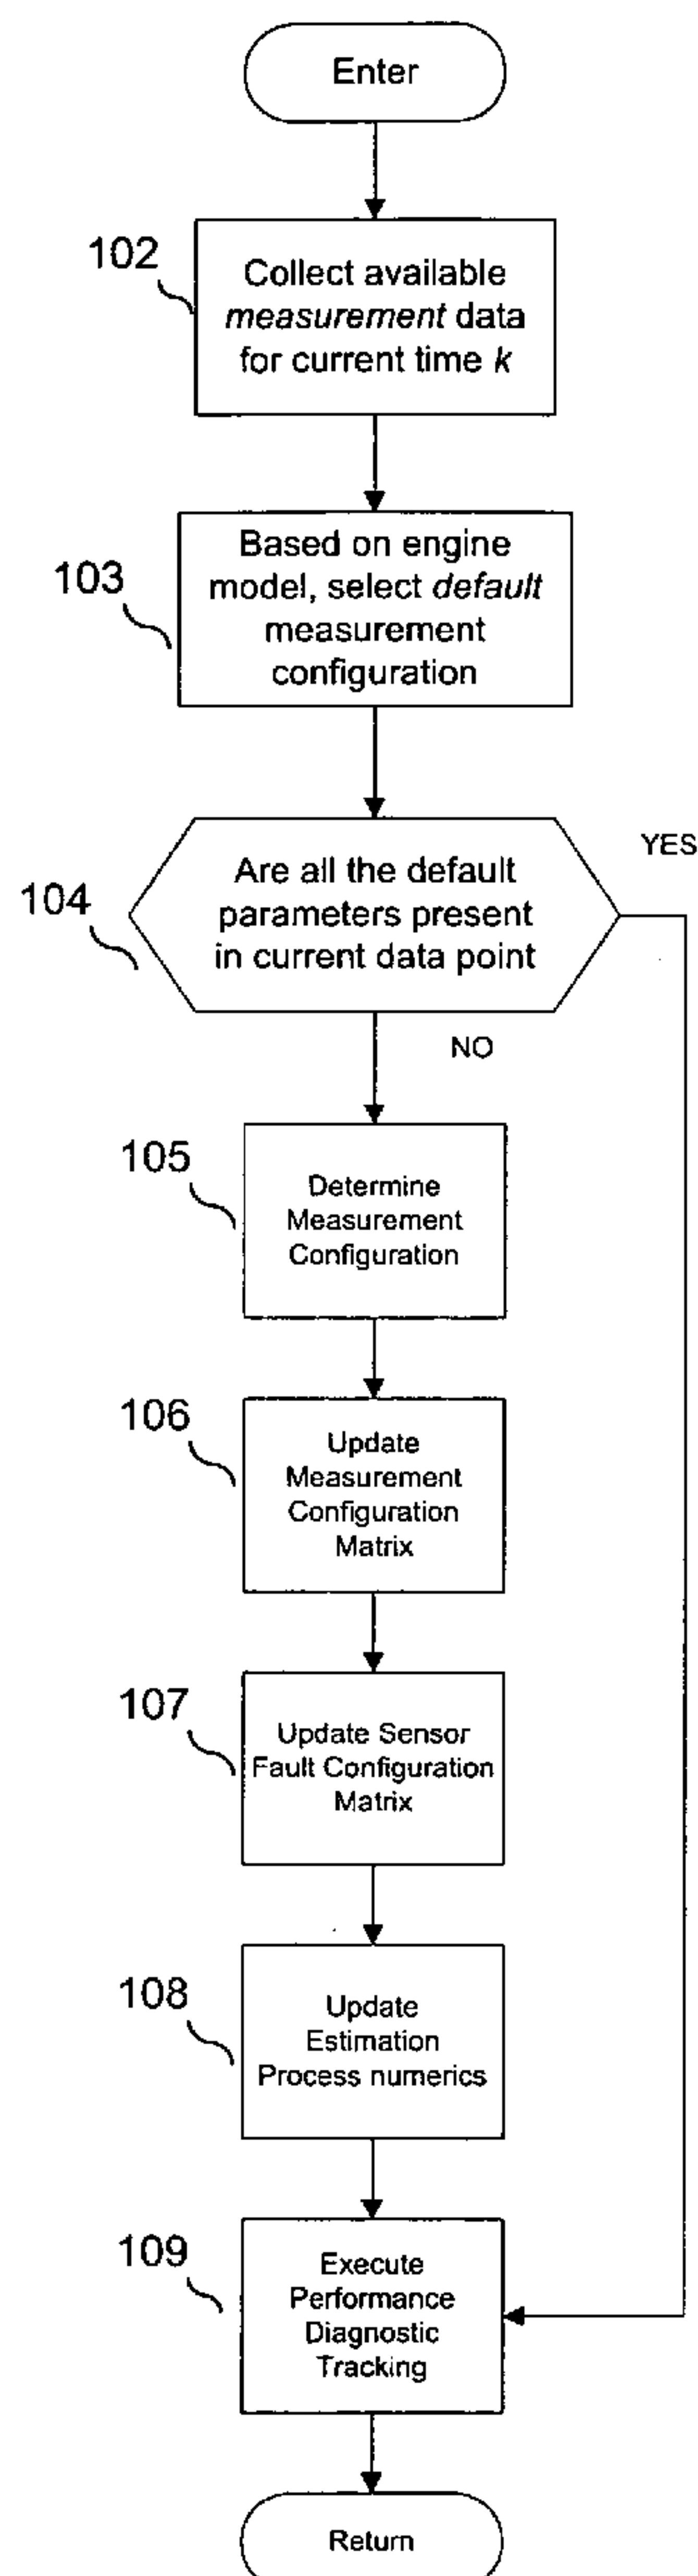 Enter
102
Collect available
measurement data
for current time k
103
Based on engine
model, select default
measurement
configuration
104
Are all the default
parameters present
in current data point
YES
NO
105
Determine
Measurement
Configuration
106
Update
Measurement
Configuration
Matrix
107
Update Sensor
Fault Configuration
Matrix
108
Update
Estimation
Process numerics
109
Execute
Performance
Diagnostic
Tracking
Return